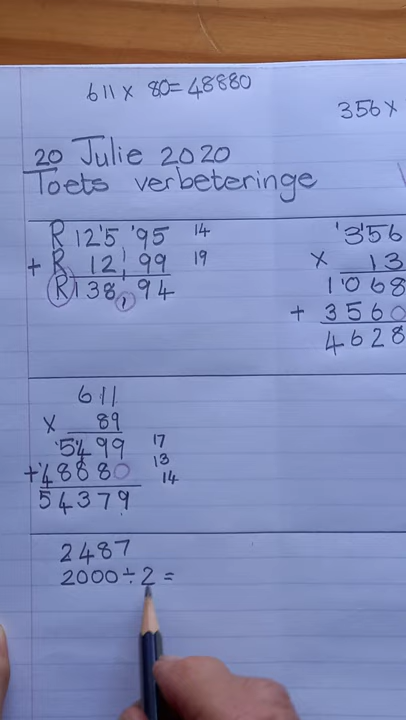 611 x 80 = 48880
356 x
20 Julie 2020
Toets verbeteringe
R 125,95 14
+ R 12,99 19
R 138,94
356
x 13
1068
+ 3560
4628
611
x 89
5499 17
+ 48880 13
54379 14
2487
2000 ÷ 2 =